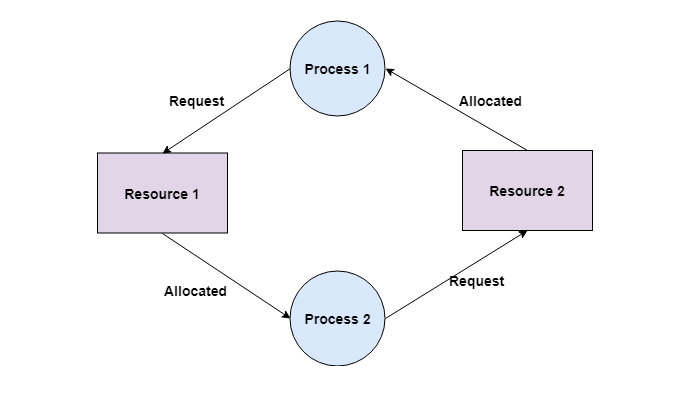 Process 1
Request
Allocated
Resource 1
Resource 2
Allocated
Request
Process 2